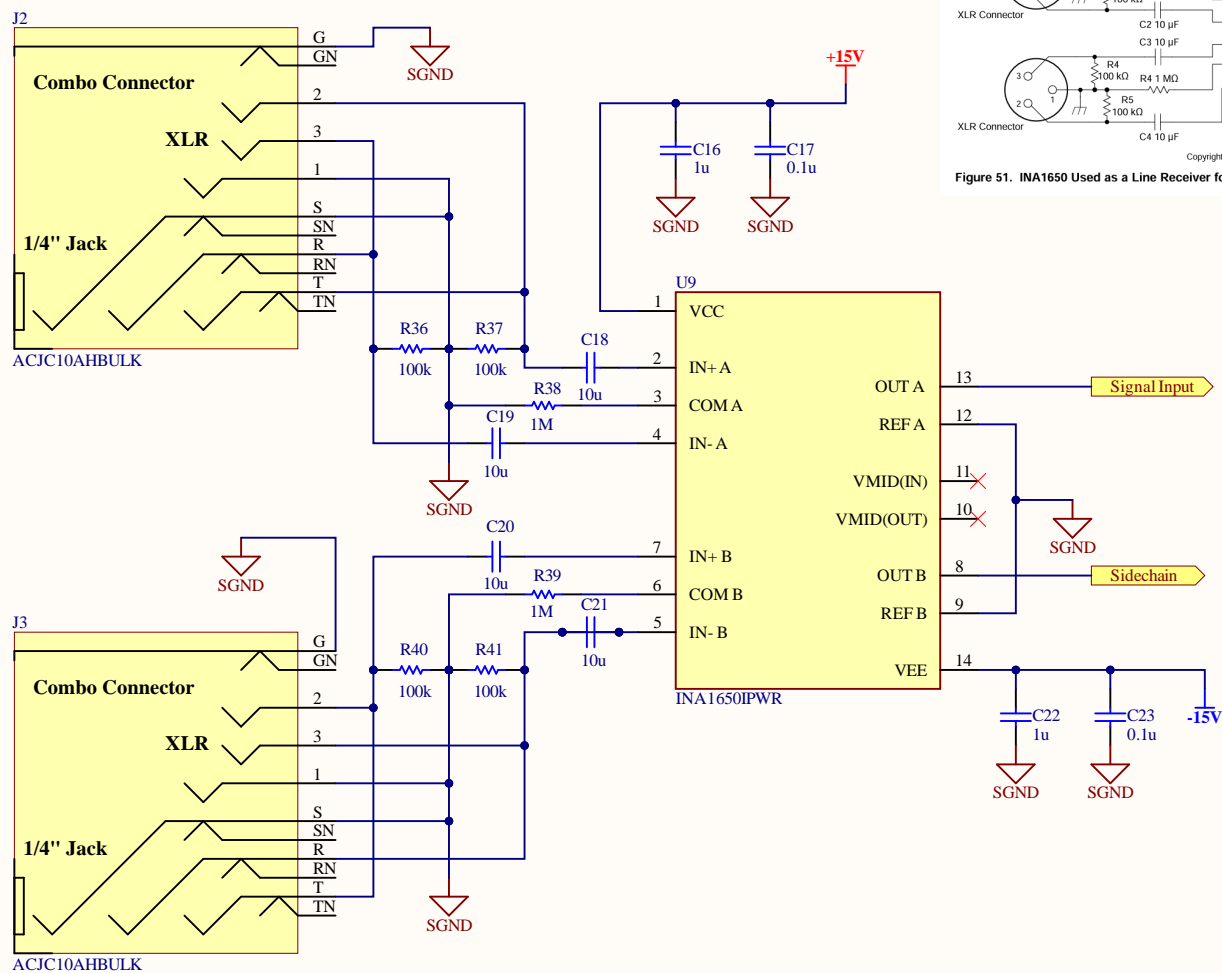 J2
Combo Connector
XLR
1/4" Jack
G
GN
2
3
1
S
SN
R
RN
T
TN
ACJC10AHBULK
SGND
R36
100k
R37
100k
C18
10u
R38
1M
C19
10u
SGND
+15V
C16
1u
C17
0.1u
SGND
SGND
XLR Connector
100 kΩ
C2 10 µF
C3 10 µF
3
2
1
R4
100 kΩ
R4 1 MΩ
R5
100 kΩ
XLR Connector
C4 10 µF
Copyright
Figure 51. INA1650 Used as a Line Receiver fo
U9
1 VCC
2 IN+ A
3 COM A
4 IN- A
7 IN+ B
6 COM B
5 IN- B
OUT A 13
REF A 12
VMID(IN) 11
VMID(OUT) 10
OUT B 8
REF B 9
VEE 14
INA1650IPWR
Signal Input
SGND
Sidechain
C22
1u
C23
0.1u
-15V
SGND
SGND
SGND
C20
10u
R39
1M
C21
10u
R40
100k
R41
100k
J3
Combo Connector
XLR
1/4" Jack
G
GN
2
3
1
S
SN
R
RN
T
TN
ACJC10AHBULK
SGND